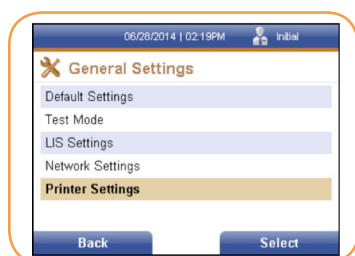 06/28/2014 | 02:19PM Initial
General Settings
Default Settings
Test Mode
LIS Settings
Network Settings
Printer Settings
Back Select